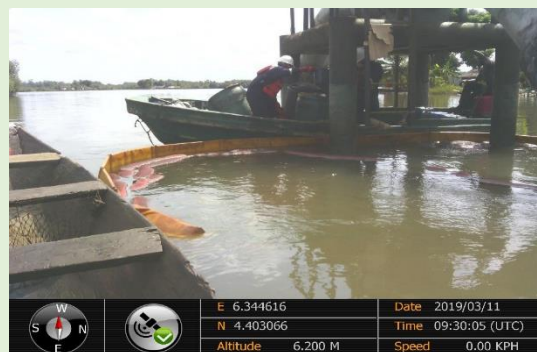 W
S N
E
E 6.344616 Date 2019/03/11
N 4.403066 Time 09:30:05 (UTC)
Altitude 6.200 M Speed 0.00 KPH